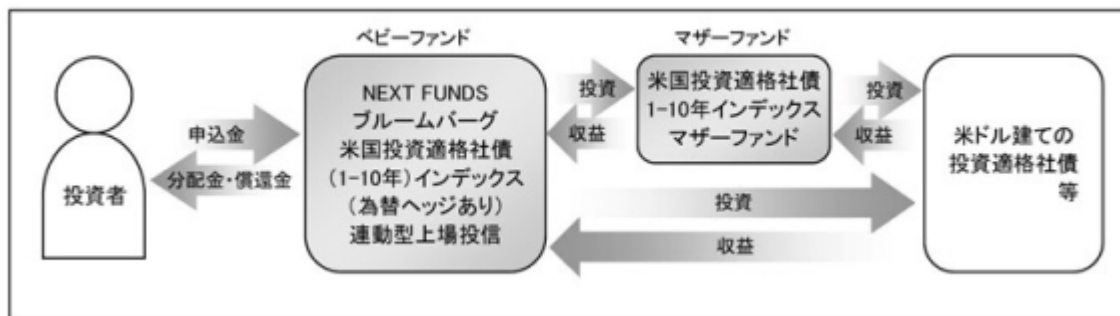 ベビーファンド
マザーファンド
投資者
申込金
分配金・償還金
NEXT FUNDS
ブルームバーグ
米国投資適格社債
(1-10年)インデックス
(為替ヘッジあり)
連動型上場投信
投資
収益
米国投資適格社債
1-10年インデックス
マザーファンド
投資
収益
投資
収益
米ドル建ての
投資適格社債
等